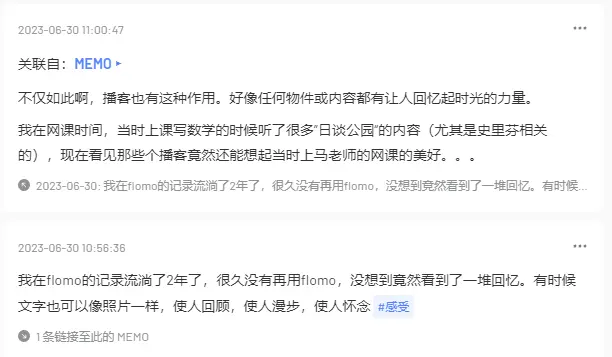 2023-06-30 11:00:47
关联自：MEMO
不仅如此啊，播客也有这种作用。好像任何物件或内容都有让人回忆起时光的力量。
我在网课时间，当时上课写数学的时候听了很多“日谈公园”的内容（尤其是史里芬相关
的），现在看见那些个播客竟然还能想起当时上马老师的网课的美好。。。
2023-06-30: 我在flomo的记录流淌了2年了，很久没有再用flomo，没想到竟然看到了一堆回忆。有时候...
2023-06-30 10:56:36
我在flomo的记录流淌了2年了，很久没有再用flomo，没想到竟然看到了一堆回忆。有时候
文字也可以像照片一样，使人回顾，使人漫步，使人怀念 #感受
1 条链接至此的 MEMO